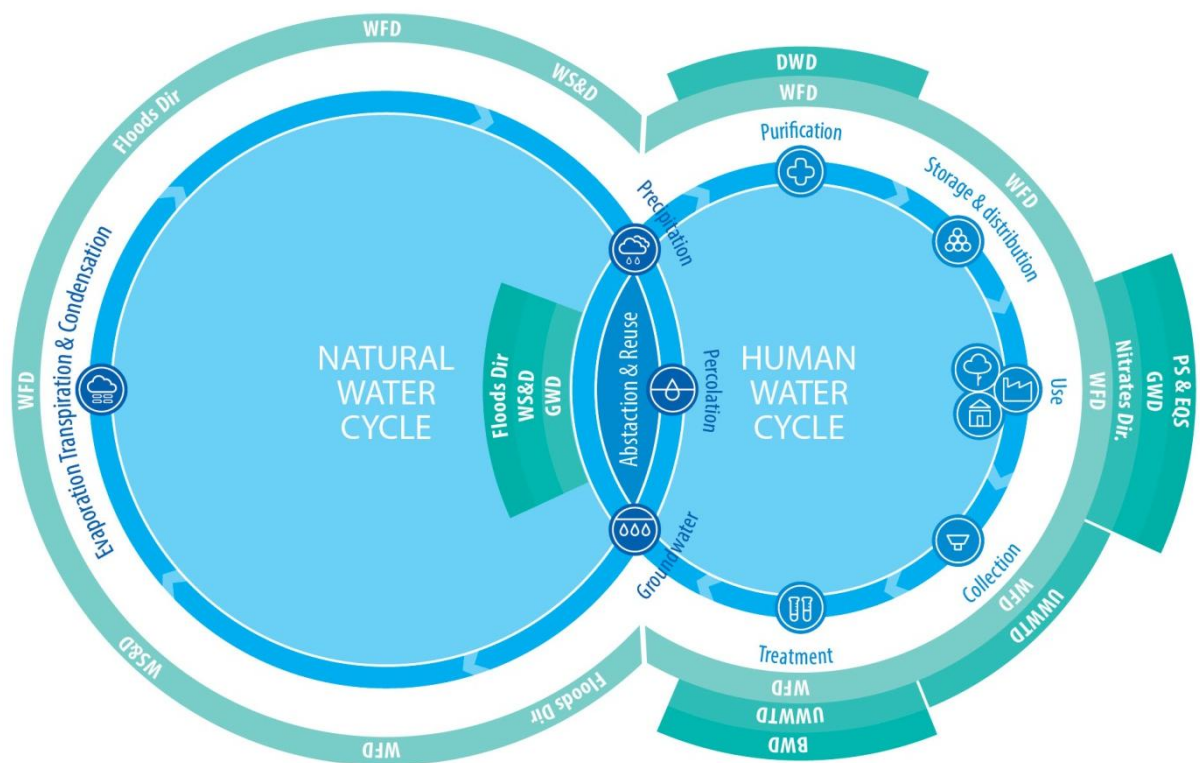 WFD
WS&D
Floods Dir
WFD
WS&D
WFD
Floods Dir
Evaporation Transpiration & Condensation
NATURAL
WATER
CYCLE
Floods Dir
WS&D
GWD
Precipitation
Abstaction & Reuse
Percolation
Groundwater
HUMAN
WATER
CYCLE
DWD
WFD
Purification
WFD
Storage & distribution
Use
WFD
Nitrates Dir.
GWD
PS & EQS
Collection
WFD
UWWTD
Treatment
WFD
UWWTD
BWD